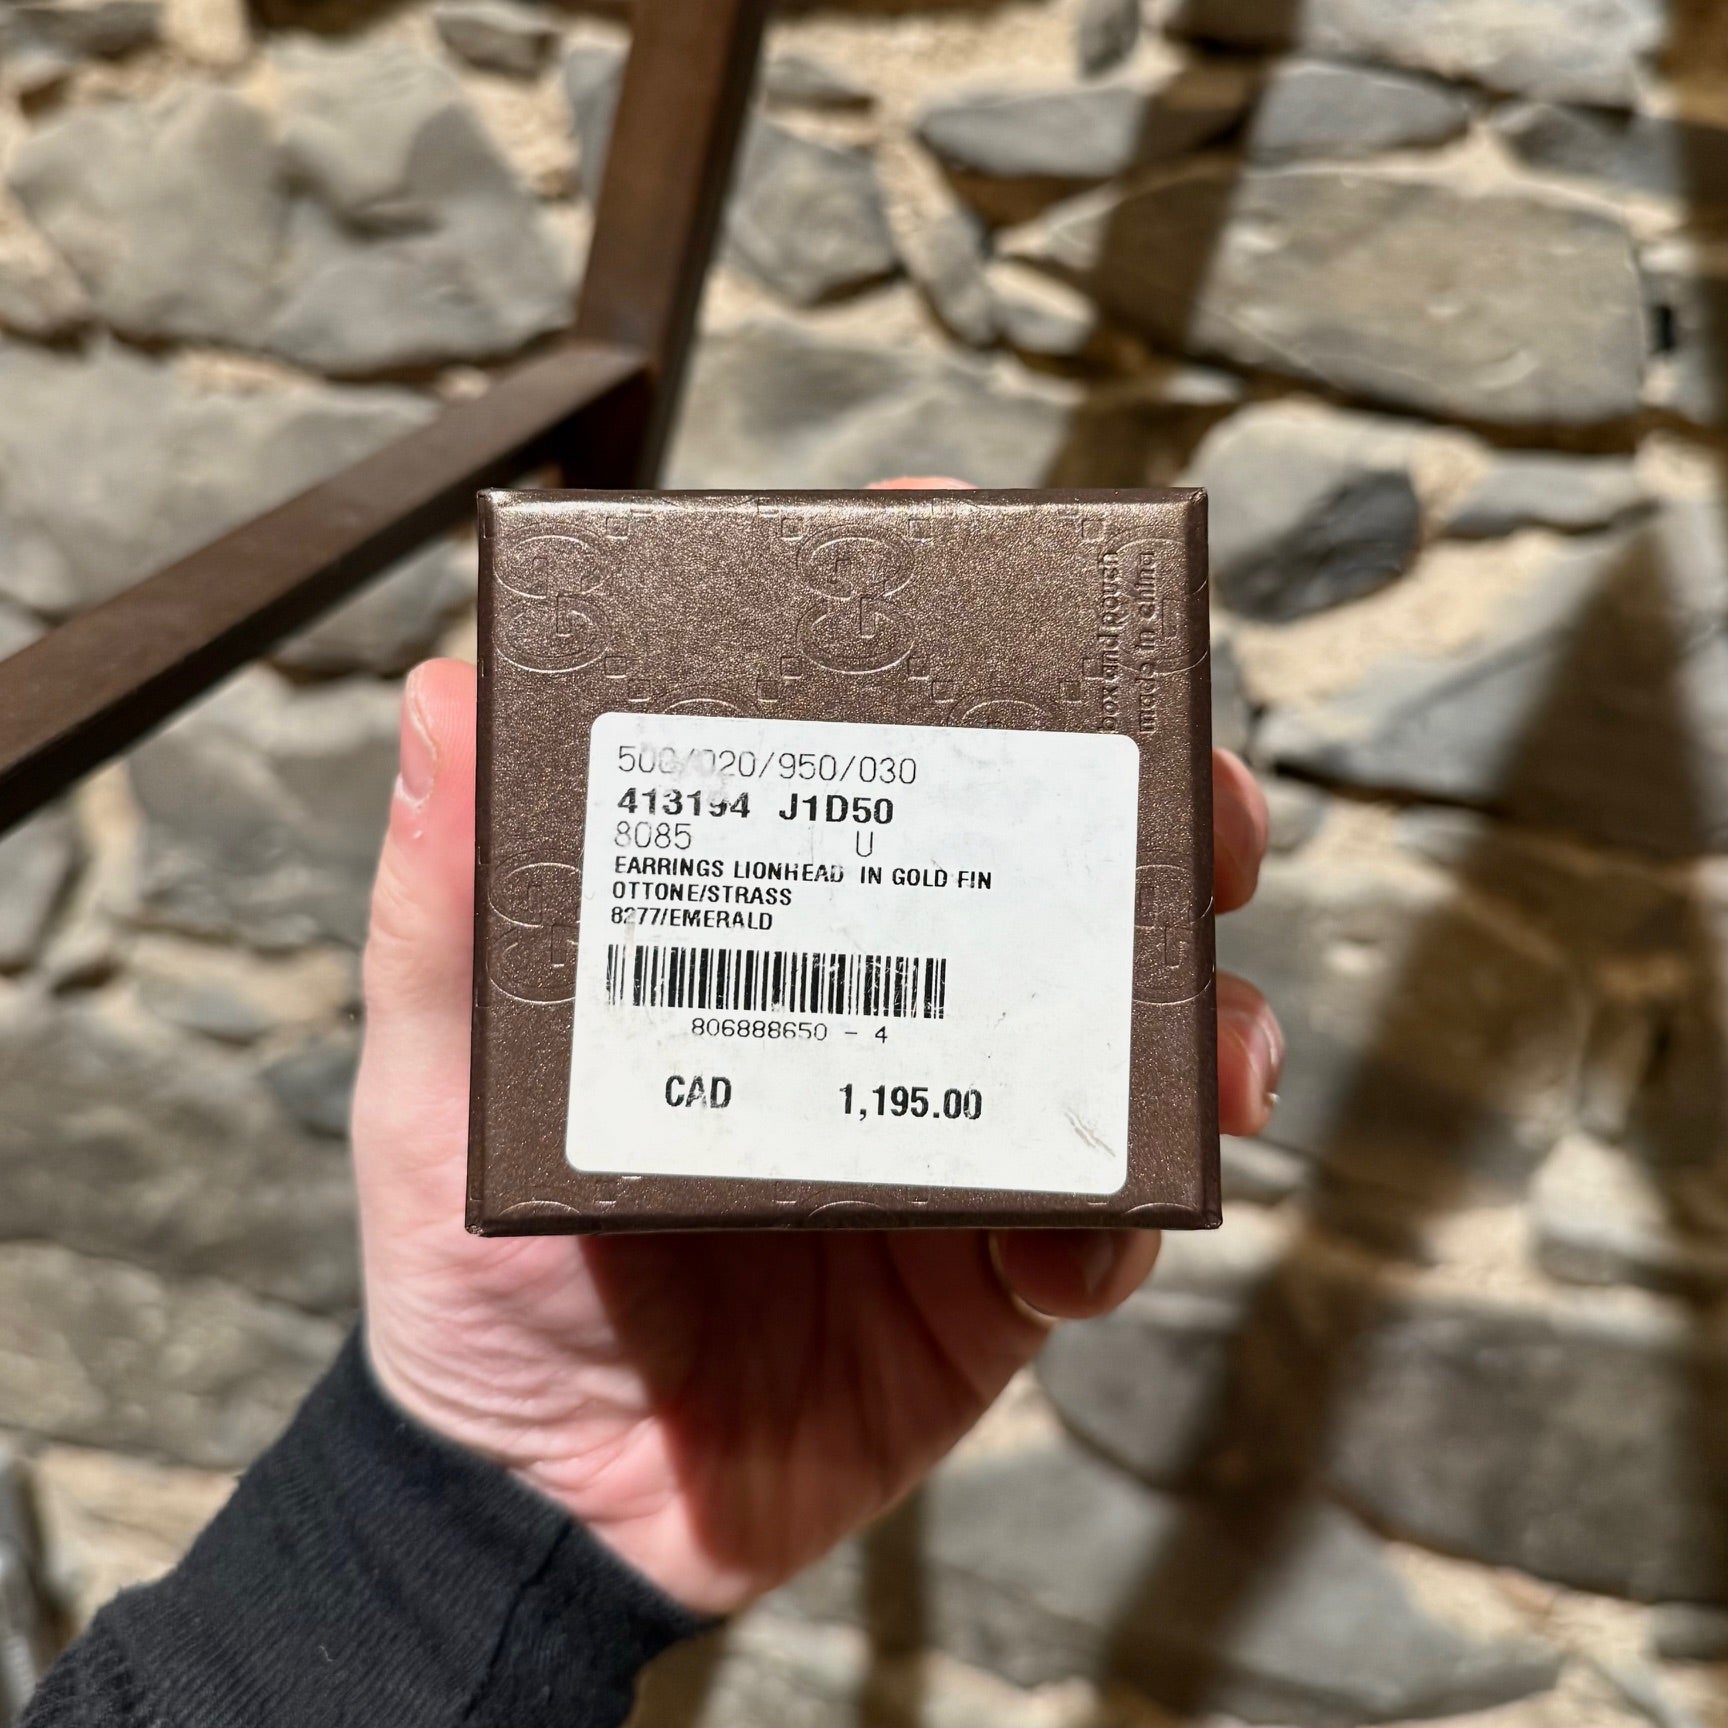 box and pouch
made in china
500/020/950/030
413194 J1D50
8085 U
EARRINGS LIONHEAD IN GOLD FIN
OTTONE/STRASS
8277/EMERALD
806888650 - 4
CAD 1,195.00